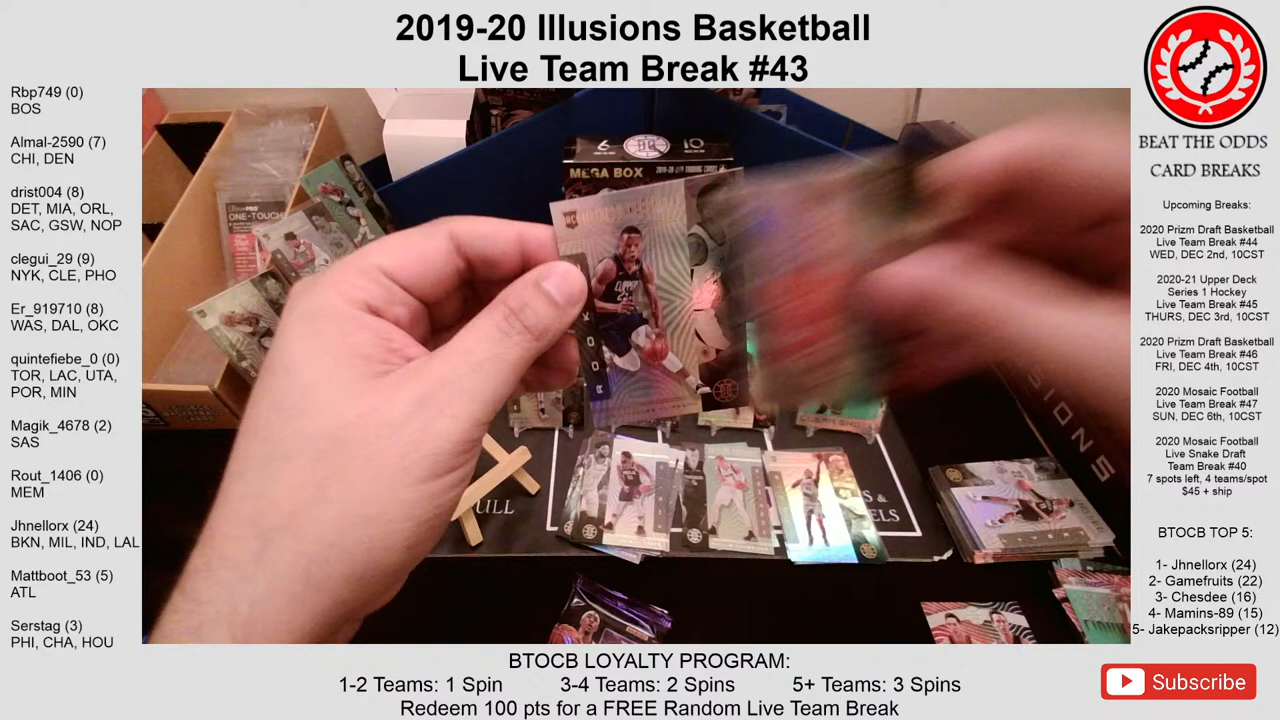 2019-20 Illusions Basketball
Live Team Break #43
Rbp749 (0)
BOS
Almal-2590 (7)
CHI, DEN
drist004 (8)
DET, MIA, ORL,
SAC, GSW, NOP
clegui_29 (9)
NYK, CLE, PHO
Er_919710 (8)
WAS, DAL, OKC
quintefiebe_0 (0)
TOR, LAC, UTA,
POR, MIN
Magik_4678 (2)
SAS
Rout_1406 (0)
MEM
Jhnellorx (24)
BKN, MIL, IND, LAL
Mattboot_53 (5)
ATL
Serstag (3)
PHI, CHA, HOU
6
10
MEGA BOX
ONE-TOUCH
RC
CLIPPERS
ROOK
PULL
SIONS
BEAT THE ODDS
CARD BREAKS
Upcoming Breaks:
2020 Prizm Draft Basketball
Live Team Break #44
WED, DEC 2nd, 10CST
2020-21 Upper Deck
Series 1 Hockey
Live Team Break #45
THURS, DEC 3rd, 10CST
2020 Prizm Draft Basketball
Live Team Break #46
FRI, DEC 4th, 10CST
2020 Mosaic Football
Live Team Break #47
SUN, DEC 6th, 10CST
2020 Mosaic Football
Live Snake Draft
Team Break #40
7 spots left, 4 teams/spot
$45 + ship
BTOCB TOP 5:
1- Jhnellorx (24)
2- Gamefruits (22)
3- Chesdee (16)
4- Mamins-89 (15)
5- Jakepacksripper (12)
BTOCB LOYALTY PROGRAM:
1-2 Teams: 1 Spin 3-4 Teams: 2 Spins 5+ Teams: 3 Spins
Redeem 100 pts for a FREE Random Live Team Break
Subscribe